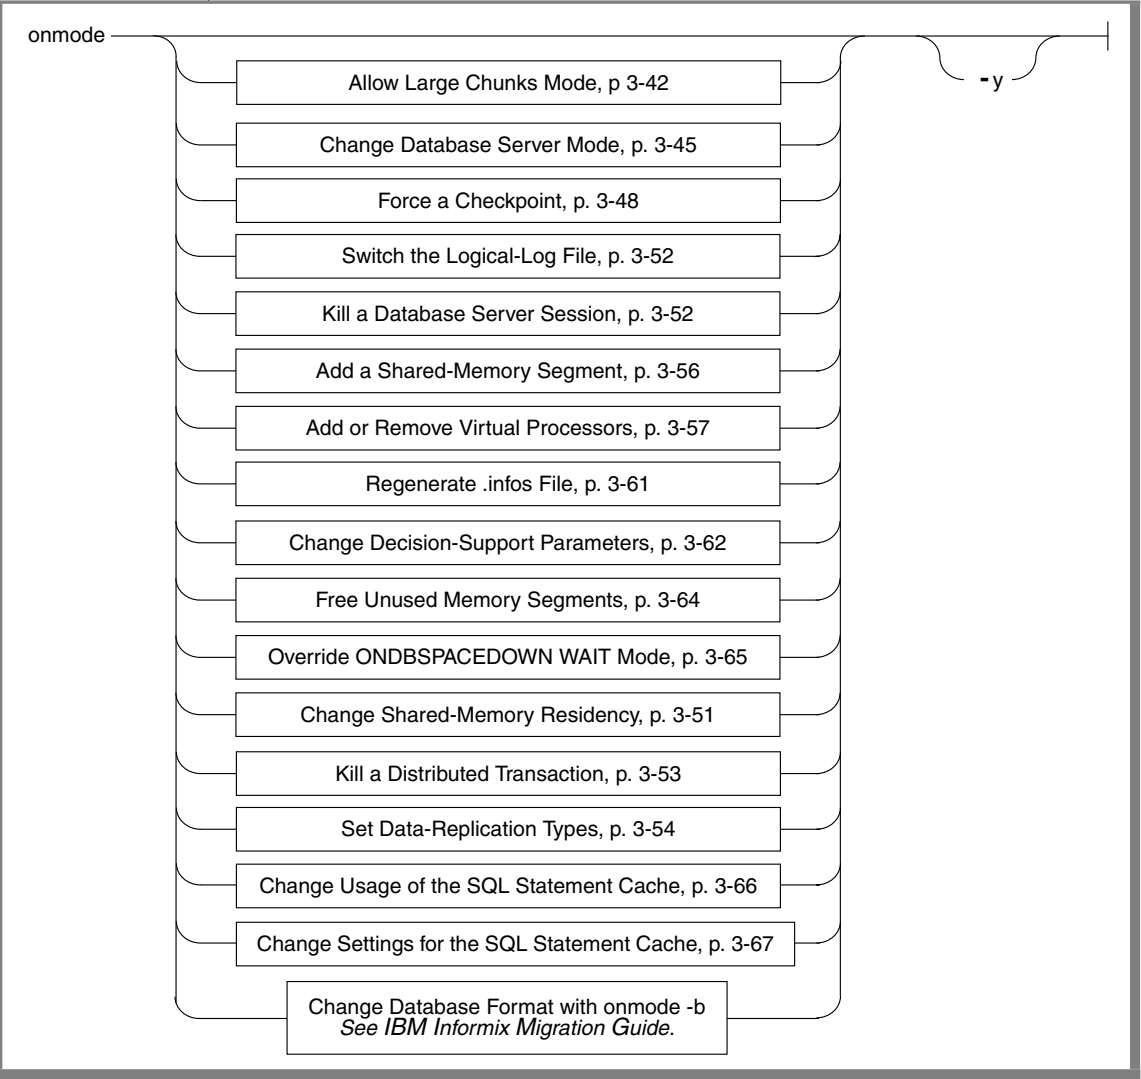 onmode
Allow Large Chunks Mode, p 3-42
- y
Change Database Server Mode, p. 3-45
Force a Checkpoint, p. 3-48
Switch the Logical-Log File, p. 3-52
Kill a Database Server Session, p. 3-52
Add a Shared-Memory Segment, p. 3-56
Add or Remove Virtual Processors, p. 3-57
Regenerate .infos File, p. 3-61
Change Decision-Support Parameters, p. 3-62
Free Unused Memory Segments, p. 3-64
Override ONDBSPACEDOWN WAIT Mode, p. 3-65
Change Shared-Memory Residency, p. 3-51
Kill a Distributed Transaction, p. 3-53
Set Data-Replication Types, p. 3-54
Change Usage of the SQL Statement Cache, p. 3-66
Change Settings for the SQL Statement Cache, p. 3-67
Change Database Format with onmode -b
See IBM Informix Migration Guide.